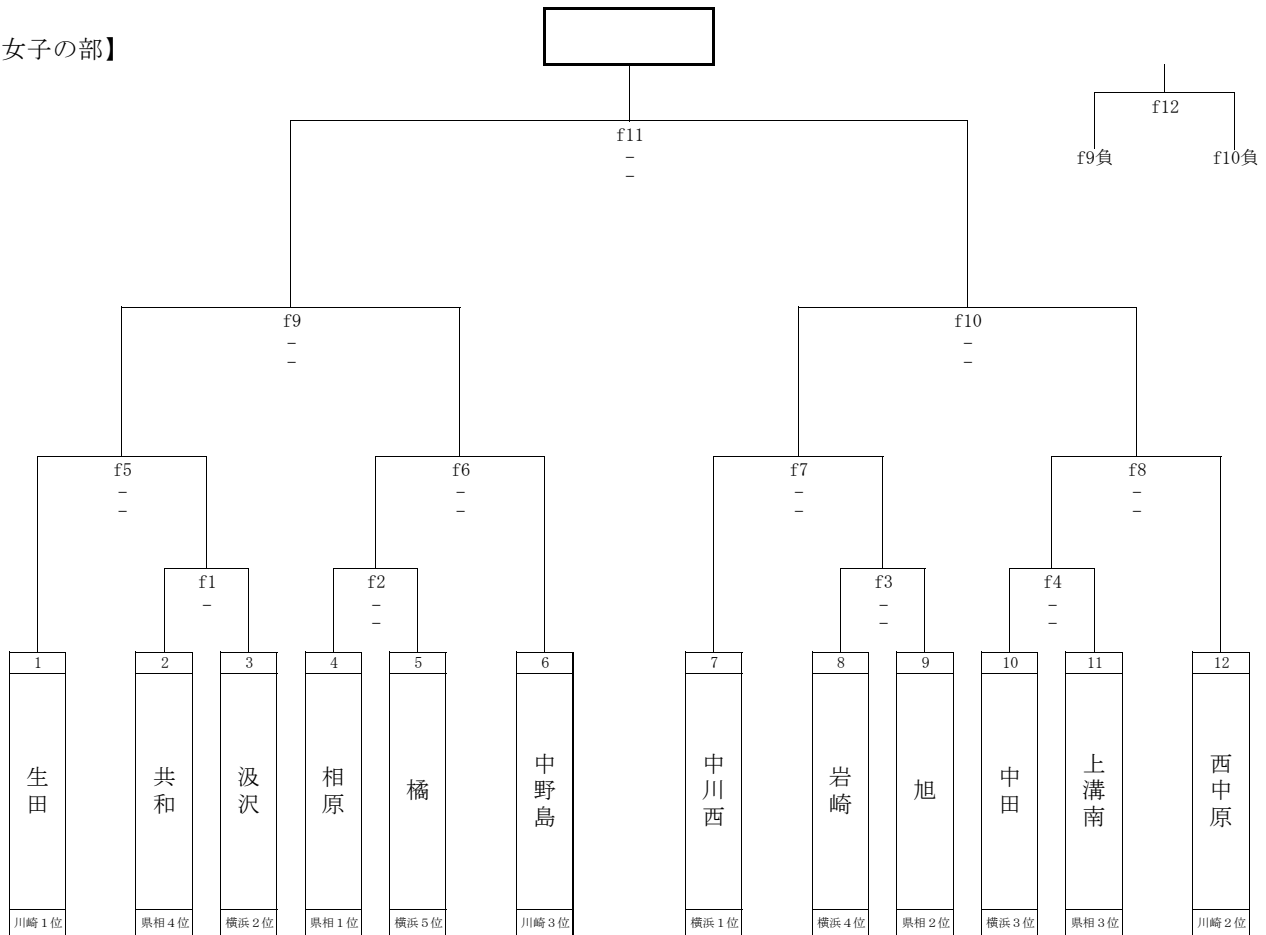 女子の部】
f12
f9負
f10負
f11
-
-
f9
-
-
f10
-
-
f5
-
-
f6
-
-
f7
-
-
f8
-
-
f1
-
f2
-
-
f3
-
-
f4
-
-
1
2
3
4
5
6
7
8
9
10
11
12
生田
共和
汲沢
相原
橘
中野島
中川西
岩崎
旭
中田
上溝南
西中原
川崎1位
県相4位
横浜2位
県相1位
横浜5位
川崎3位
横浜1位
横浜4位
県相2位
横浜3位
県相3位
川崎2位